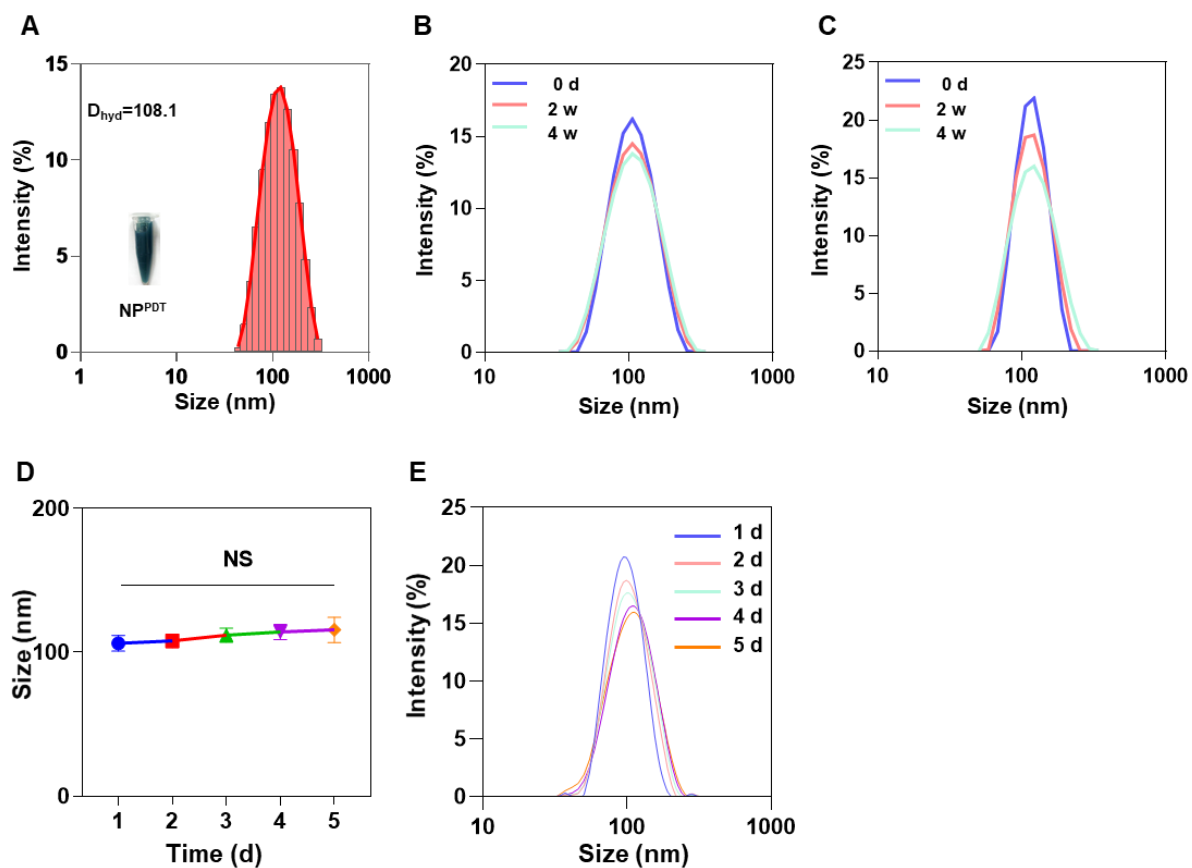 A
15
10
5
0
Intensity (%)
D_hyd=108.1
NP^PDT
1 10 100 1000
Size (nm)
B
20
15
10
5
0
Intensity (%)
0 d
2 w
4 w
10 100 1000
Size (nm)
C
25
20
15
10
5
0
Intensity (%)
0 d
2 w
4 w
10 100 1000
Size (nm)
D
200
100
0
Size (nm)
NS
1 2 3 4 5
Time (d)
E
25
20
15
10
5
0
Intensity (%)
1 d
2 d
3 d
4 d
5 d
10 100 1000
Size (nm)